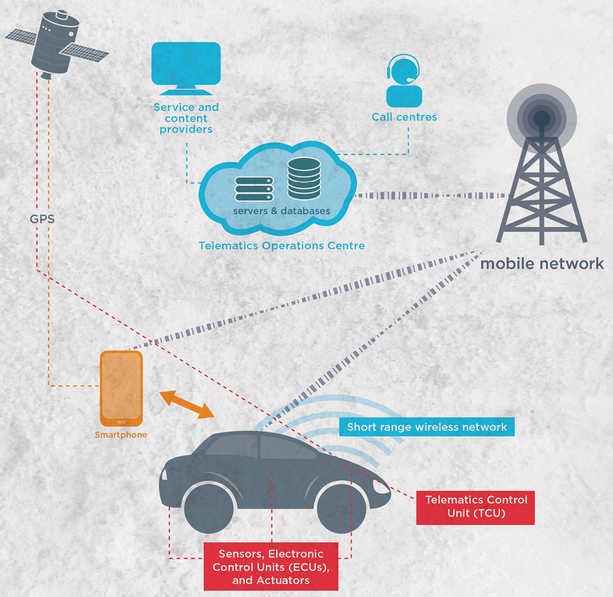 Service and
content
providers
Call centres
servers & databases
Telematics Operations Centre
GPS
mobile network
Smartphone
Short range wireless network
Telematics Control
Unit (TCU)
Sensors, Electronic
Control Units (ECUs),
and Actuators